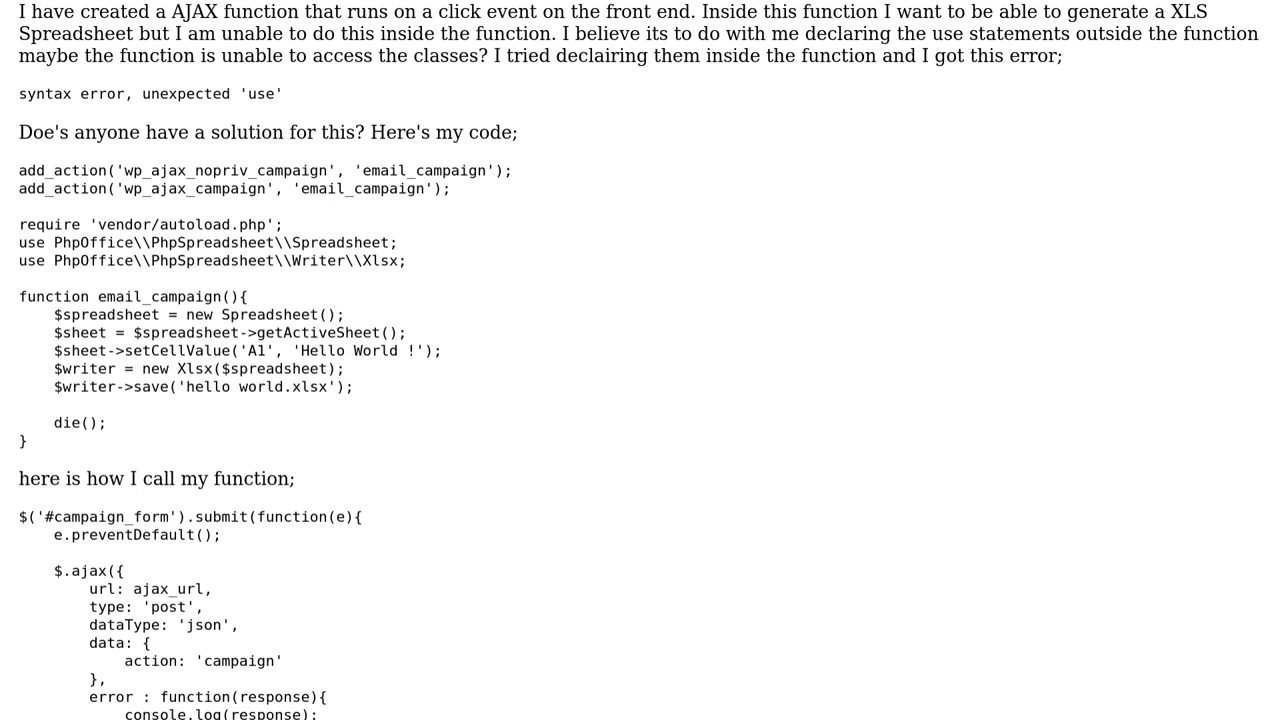 I have created a AJAX function that runs on a click event on the front end. Inside this function I want to be able to generate a XLS
Spreadsheet but I am unable to do this inside the function. I believe its to do with me declaring the use statements outside the function
maybe the function is unable to access the classes? I tried declairing them inside the function and I got this error;
syntax error, unexpected 'use'
Doe's anyone have a solution for this? Here's my code;
add_action('wp_ajax_nopriv_campaign', 'email_campaign');
add_action('wp_ajax_campaign', 'email_campaign');
require 'vendor/autoload.php';
use PhpOffice\\PhpSpreadsheet\\Spreadsheet;
use PhpOffice\\PhpSpreadsheet\\Writer\\Xlsx;
function email_campaign(){
    $spreadsheet = new Spreadsheet();
    $sheet = $spreadsheet->getActiveSheet();
    $sheet->setCellValue('A1', 'Hello World !');
    $writer = new Xlsx($spreadsheet);
    $writer->save('hello world.xlsx');
    die();
}
here is how I call my function;
$('#campaign_form').submit(function(e){
    e.preventDefault();
    $.ajax({
        url: ajax_url,
        type: 'post',
        dataType: 'json',
        data: {
            action: 'campaign'
        },
        error : function(response){
            console.log(response);